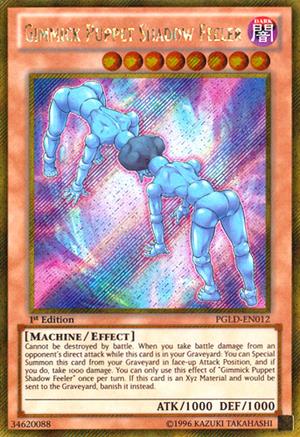 GIMMICK PUPPET SHADOW FEELER
DARK
闇
1st Edition
PGLD-EN012
[MACHINE / EFFECT]
Cannot be destroyed by battle. When you take battle damage from an
opponent's direct attack while this card is in your Graveyard: You can Special
Summon this card from your Graveyard in face-up Attack Position, and if
you do, take 1000 damage. You can only use this effect of "Gimmick Puppet
Shadow Feeler" once per turn. If this card is an Xyz Material and would be
sent to the Graveyard, banish it instead.
ATK/1000 DEF/1000
34620088
©1996 KAZUKI TAKAHASHI